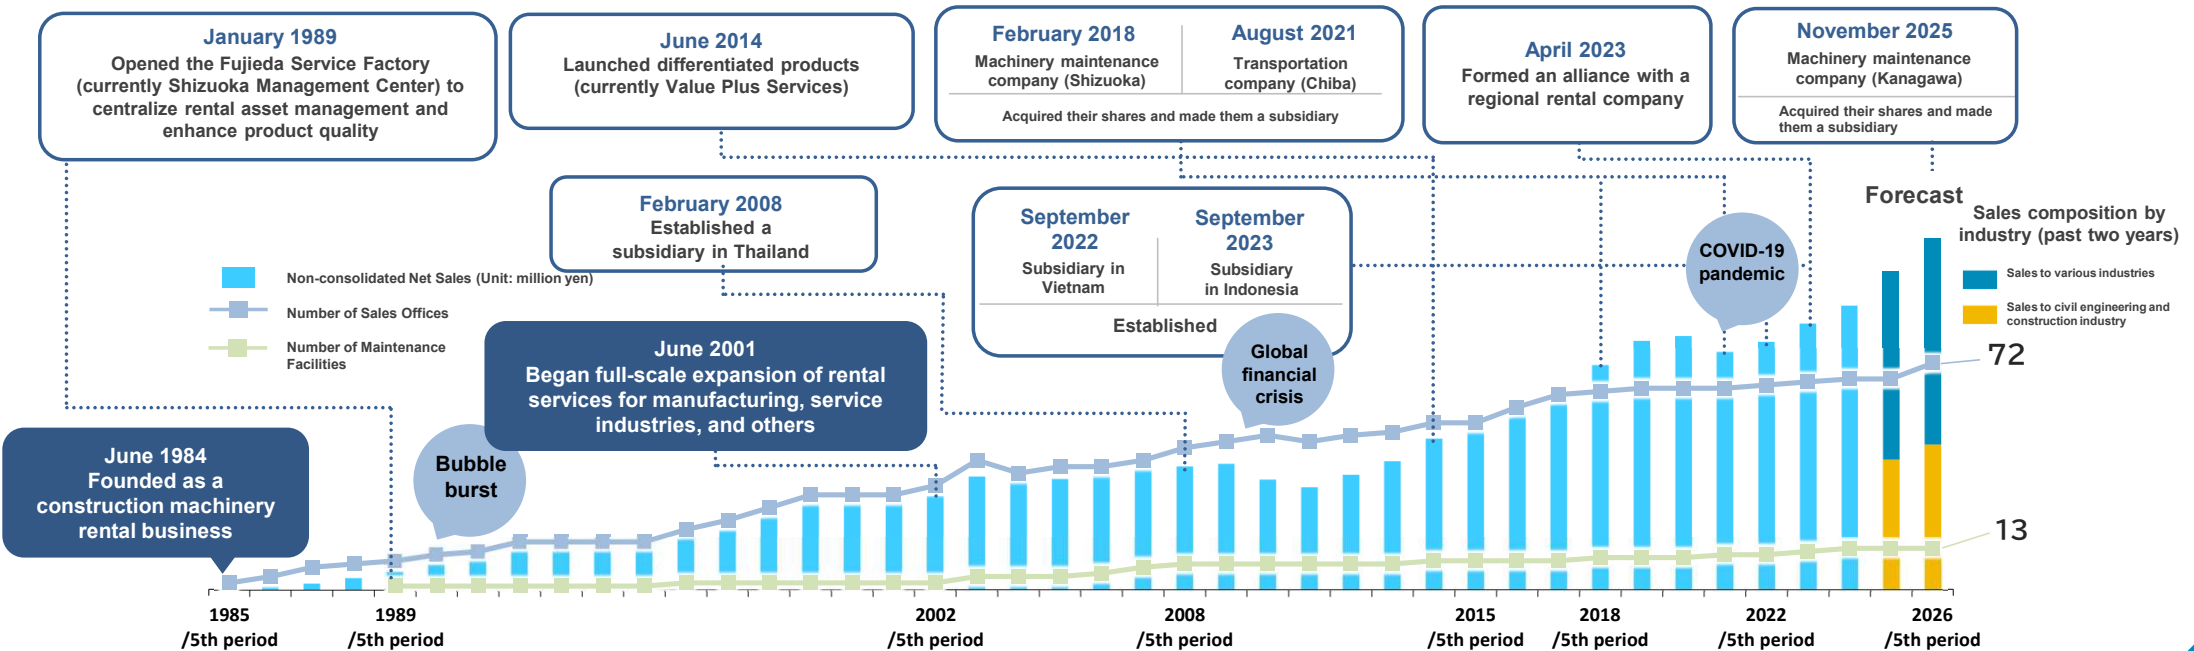 January 1989
Opened the Fujieda Service Factory
(currently Shizuoka Management Center) to
centralize rental asset management and
enhance product quality
June 2014
Launched differentiated products
(currently Value Plus Services)
February 2018
Machinery maintenance
company (Shizuoka)
August 2021
Transportation
company (Chiba)
Acquired their shares and made them a subsidiary
April 2023
Formed an alliance with a
regional rental company
November 2025
Machinery maintenance
company (Kanagawa)
Acquired their shares and made
them a subsidiary
February 2008
Established a
subsidiary in Thailand
September
2022
Subsidiary in
Vietnam
September
2023
Subsidiary
in Indonesia
Established
Forecast
Sales composition by
industry (past two years)
Sales to various industries
Sales to civil engineering and
construction industry
COVID-19
pandemic
Non-consolidated Net Sales (Unit: million yen)
Number of Sales Offices
Number of Maintenance
Facilities
June 2001
Began full-scale expansion of rental
services for manufacturing, service
industries, and others
Global
financial
crisis
72
June 1984
Founded as a
construction machinery
rental business
Bubble
burst
13
1985
/5th period
1989
/5th period
2002
/5th period
2008
/5th period
2015
/5th period
2018
/5th period
2022
/5th period
2026
/5th period